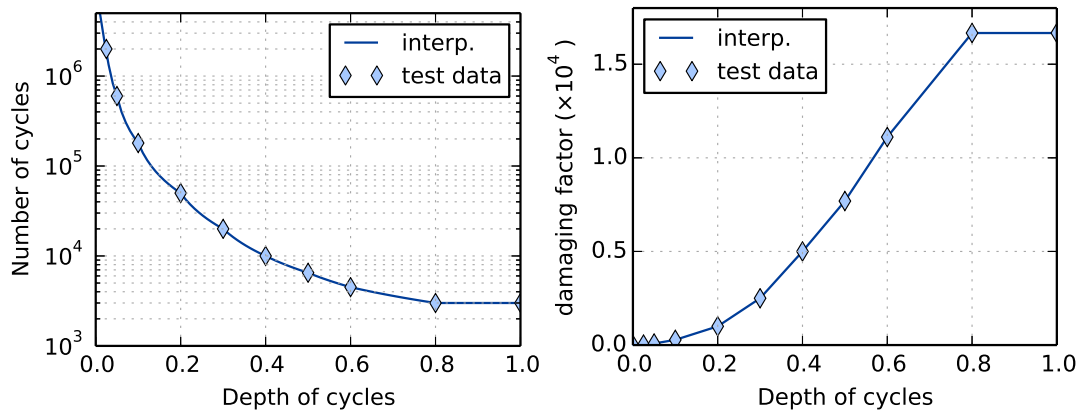 Number of cycles
10^6
10^5
10^4
10^3
0.0 0.2 0.4 0.6 0.8 1.0
Depth of cycles
interp.
test data
damaging factor (×10^4 )
1.5
1.0
0.5
0.0
0.0 0.2 0.4 0.6 0.8 1.0
Depth of cycles
interp.
test data